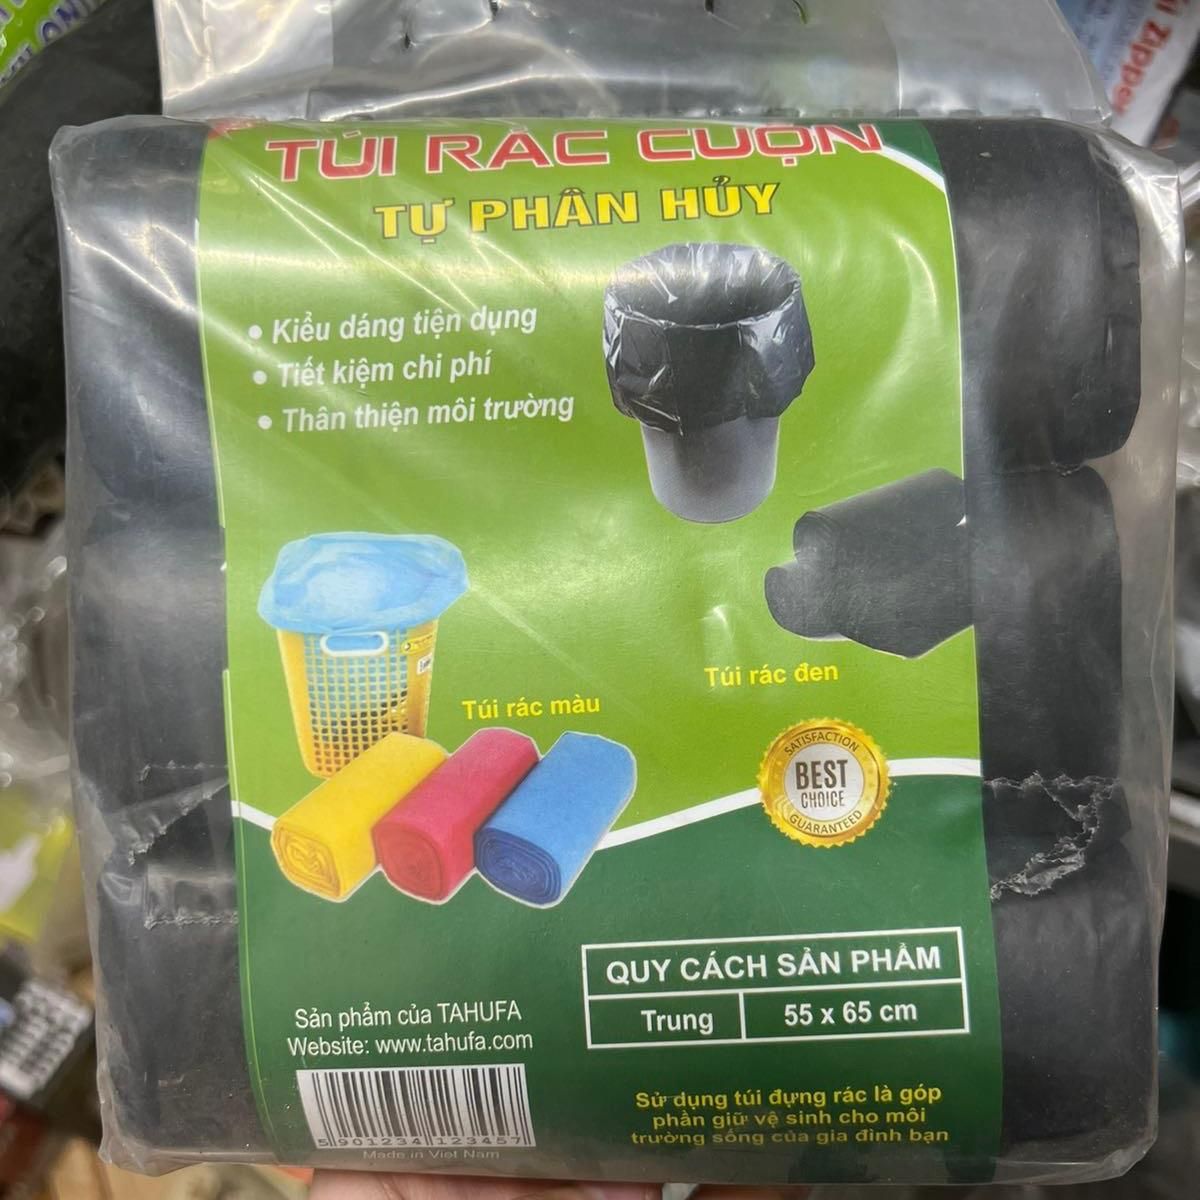 TÚI RÁC CUỘN
TỰ PHÂN HỦY
• Kiểu dáng tiện dụng
• Tiết kiệm chi phí
• Thân thiện môi trường
Túi rác đen
Túi rác màu
SATISFACTION
BEST
CHOICE
GUARANTEED
QUY CÁCH SẢN PHẨM
Trung 55 x 65 cm
Sản phẩm của TAHUFA
Website: www.tahufa.com
5 901234 123457
Made in Viet Nam
Sử dụng túi đựng rác là góp
phần giữ vệ sinh cho môi
trường sống của gia đình bạn
Zipper